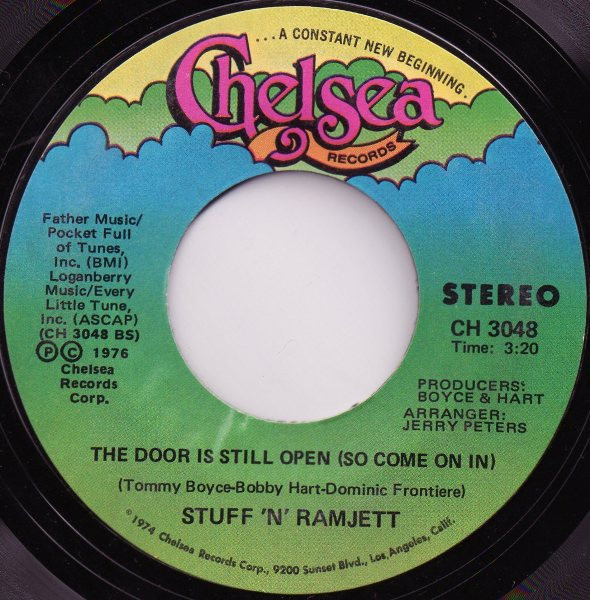 ...A CONSTANT NEW BEGINNING.
Chelsea
RECORDS
Father Music/
Pocket Full
of Tunes,
Inc. (BMI)
Loganberry
Music/Every
Little Tune,
Inc. (ASCAP)
(CH 3048 BS)
Ⓟ © 1976
Chelsea
Records
Corp.
STEREO
CH 3048
Time: 3:20
PRODUCERS:
BOYCE & HART
ARRANGER:
JERRY PETERS
THE DOOR IS STILL OPEN (SO COME ON IN)
(Tommy Boyce-Bobby Hart-Dominic Frontiere)
STUFF 'N' RAMJETT
©1974 Chelsea Records Corp., 9200 Sunset Blvd., Los Angeles, Calif.